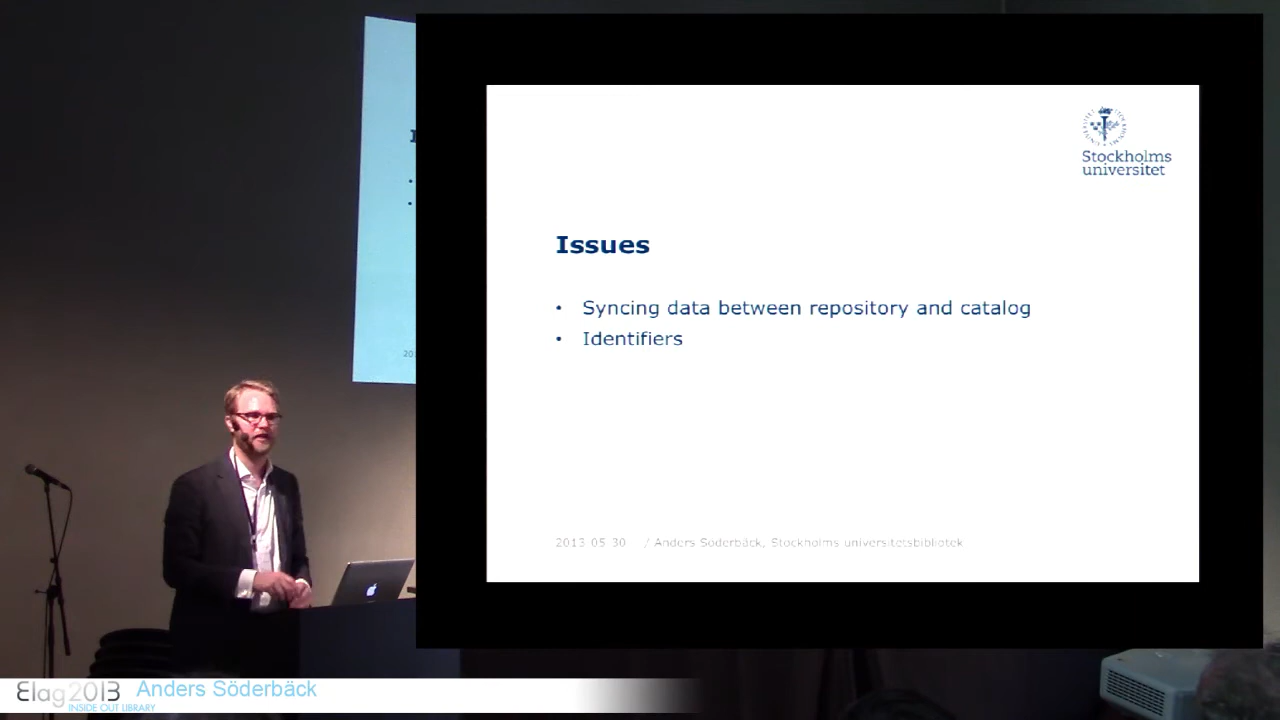 Stockholms
universitet
Issues
• Syncing data between repository and catalog
• Identifiers
2013-05-30 / Anders Söderbäck, Stockholms universitetsbibliotek
Elag2013
INSIDE OUT LIBRARY
Anders Söderbäck